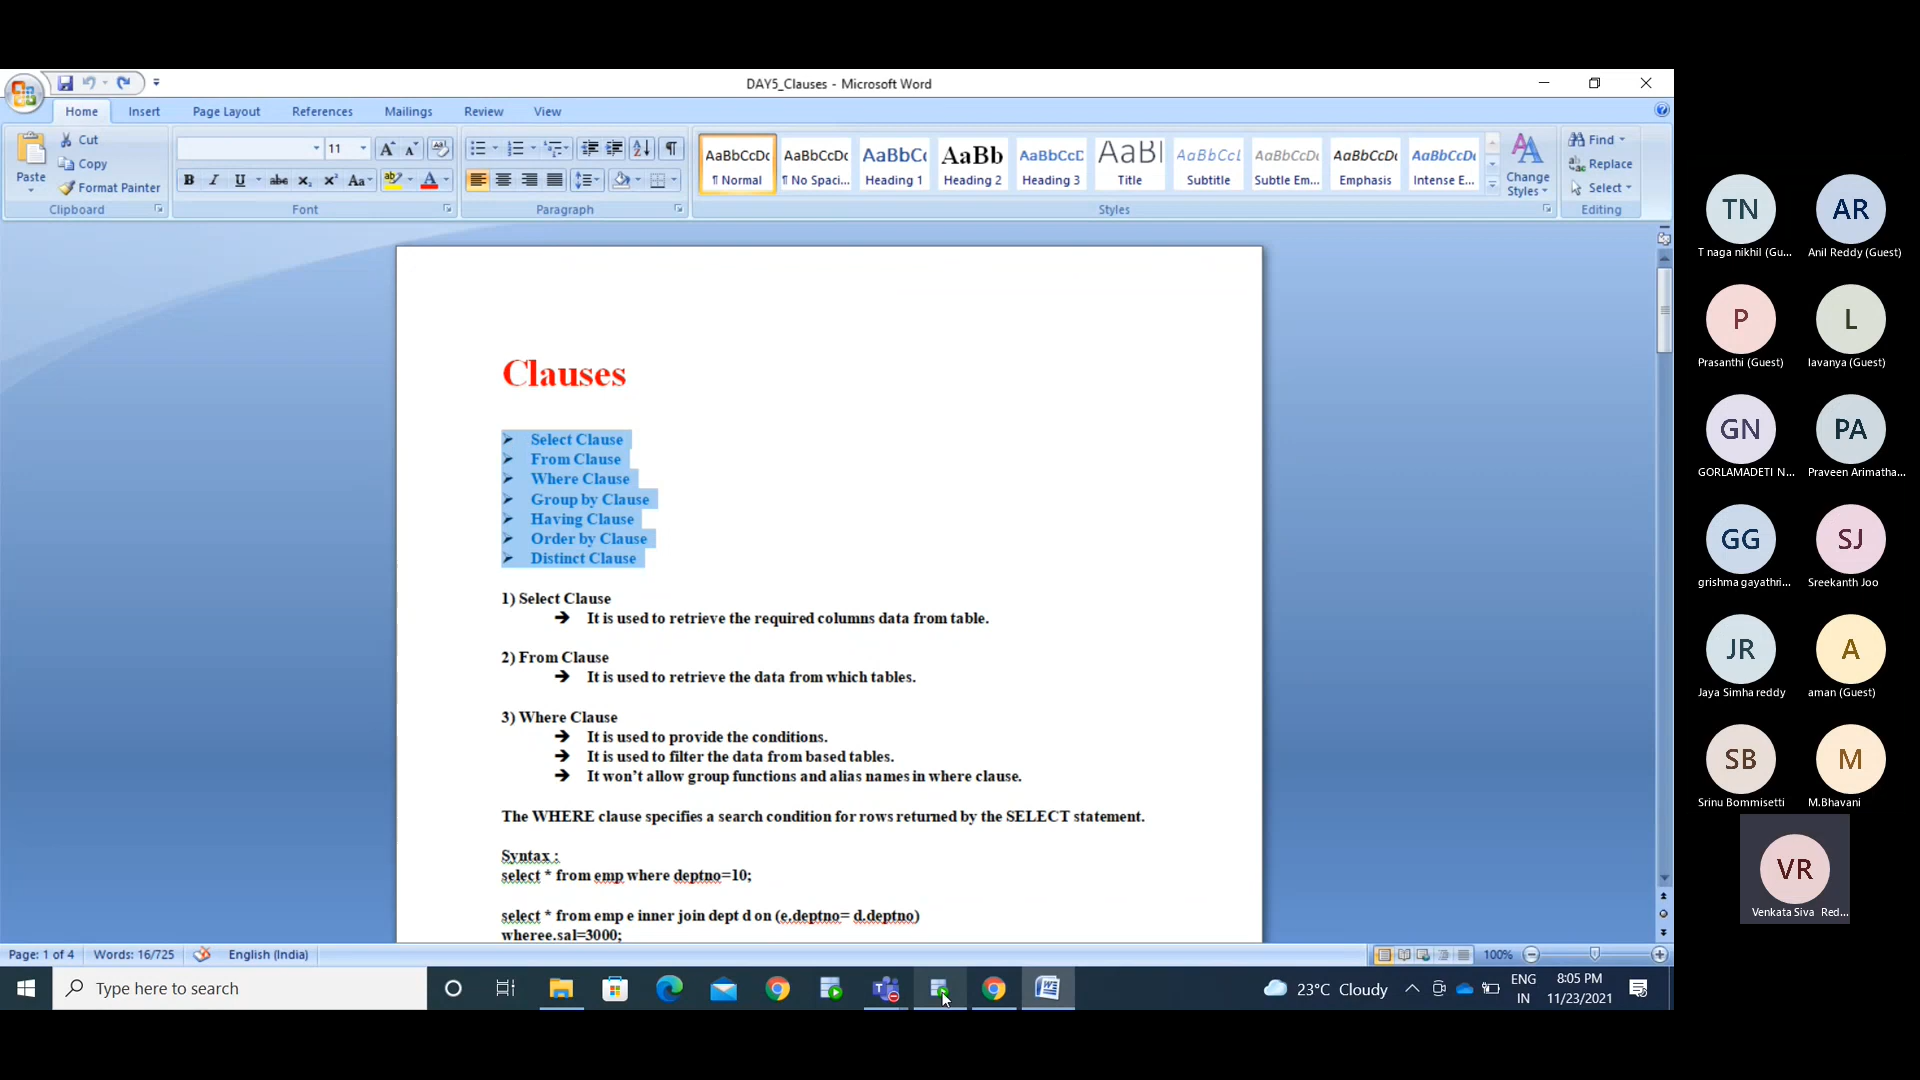 DAY5_Clauses - Microsoft Word
Home Insert Page Layout References Mailings Review View
Paste
Cut
Copy
Format Painter
Clipboard
11
Font
Paragraph
AaBbCcDc AaBbCcDc AaBbC( AaBb AaBbCcD AaB| AaBbCcL AaBbCcDt AaBbCcDt AaBbCcDt
¶ Normal ¶ No Spaci... Heading 1 Heading 2 Heading 3 Title Subtitle Subtle Em... Emphasis Intense E...
Styles
Change
Styles
Find
Replace
Select
Editing
Clauses
➢ Select Clause
➢ From Clause
➢ Where Clause
➢ Group by Clause
➢ Having Clause
➢ Order by Clause
➢ Distinct Clause
1) Select Clause
➔ It is used to retrieve the required columns data from table.
2) From Clause
➔ It is used to retrieve the data from which tables.
3) Where Clause
➔ It is used to provide the conditions.
➔ It is used to filter the data from based tables.
➔ It won’t allow group functions and alias names in where clause.
The WHERE clause specifies a search condition for rows returned by the SELECT statement.
Syntax :
select * from emp where deptno=10;
select * from emp e inner join dept d on (e.deptno= d.deptno)
wheree.sal=3000;
Page: 1 of 4 Words: 16/725 English (India) 100%
Type here to search
23°C Cloudy
ENG
IN
8:05 PM
11/23/2021
TN AR
T naga nikhil (Gu... Anil Reddy (Guest)
P L
Prasanthi (Guest) lavanya (Guest)
GN PA
GORLAMADETI N... Praveen Arimatha...
GG SJ
grishma gayathri... Sreekanth Joo
JR A
Jaya Simha reddy aman (Guest)
SB M
Srinu Bommisetti M.Bhavani
VR
Venkata Siva Red...